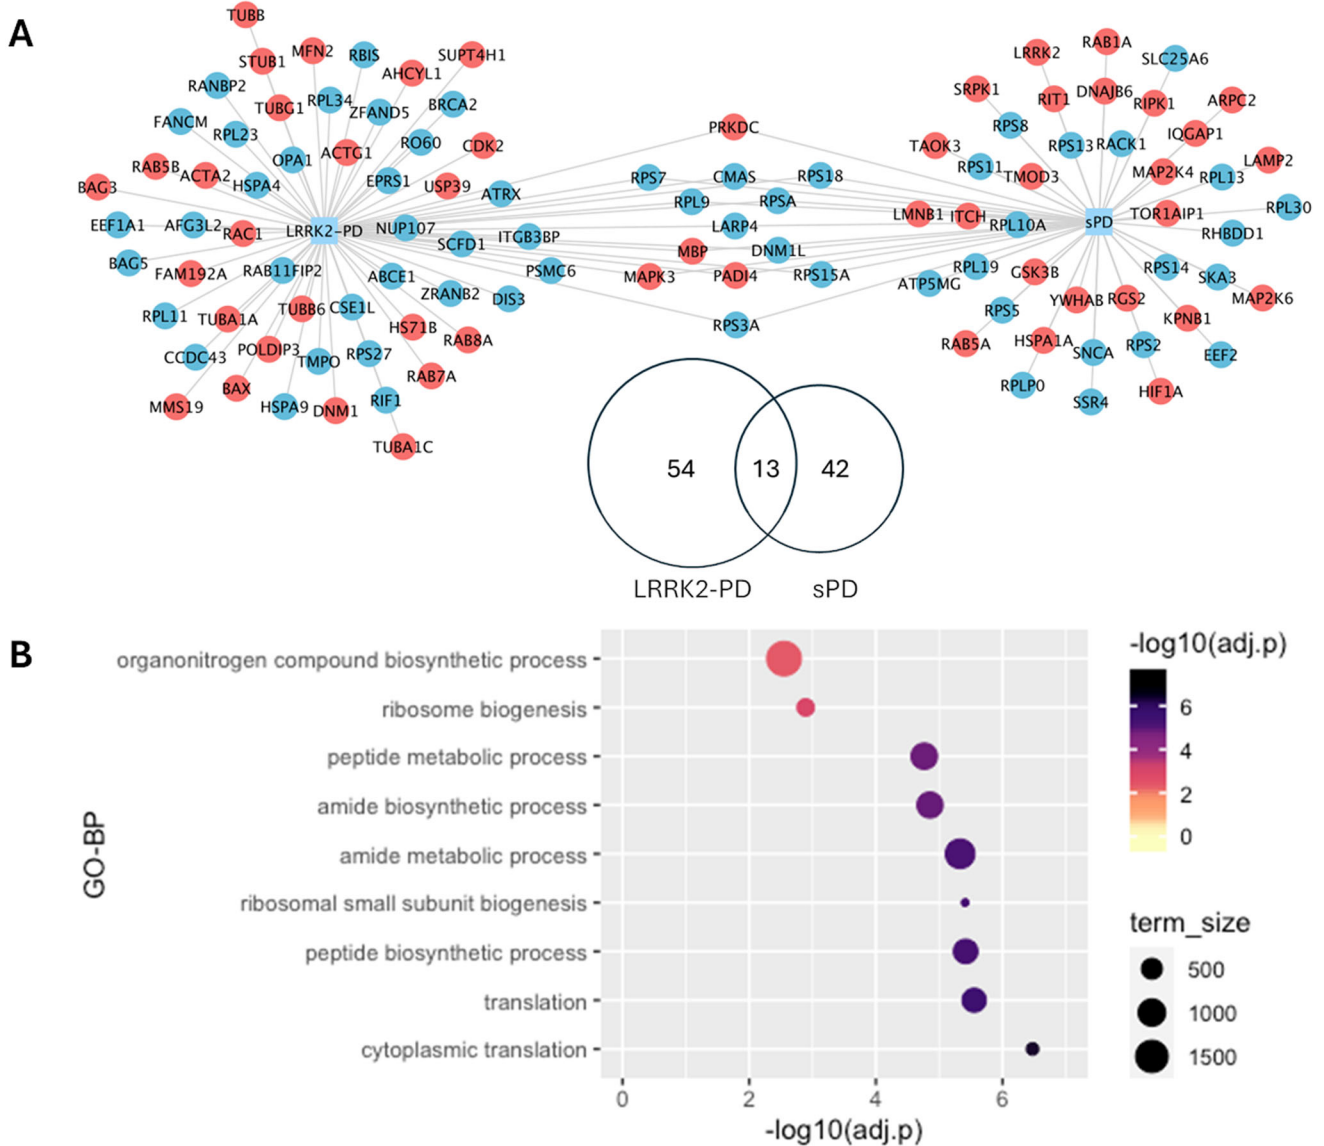 A
TUBB
STUB1
MFN2
RBIS
SUPT4H1
AHCYL1
RANBP2
TUBG1
RPL34
ZFAND5
BRCA2
FANCM
RPL23
OPA1
ACTG1
RO60
CDK2
RAB5B
ACTA2
HSPA4
EPRS1
USP39
ATRX
BAG3
EEF1A1
AFG3L2
RAC1
LRRK2-PD
NUP107
SCFD1
ITGB3BP
BAG5
FAM192A
RAB11FIP2
ABCE1
ZRANB2
DIS3
PSMC6
RPL11
TUBA1A
TUBB6
CSE1L
HS71B
RAB8A
CCDC43
POLDIP3
TMPO
RPS27
RAB7A
MMS19
BAX
HSPA9
DNM1
RIF1
TUBA1C
PRKDC
RPS7
CMAS
RPS18
RPL9
RPSA
LARP4
MBP
DNM1L
MAPK3
PADI4
RPS15A
RPS3A
LRRK2
RAB1A
SLC25A6
SRPK1
RIT1
DNAJB6
RIPK1
ARPC2
RPS8
RPS13
RACK1
IQGAP1
TAOK3
RPS11
TMOD3
MAP2K4
RPL13
LAMP2
LMNB1
ITCH
RPL10A
sPD
TOR1AIP1
RHBDD1
RPL30
ATP5MG
RPL19
GSK3B
RPS14
SKA3
MAP2K6
RPS5
YWHAB
RGS2
KPNB1
RAB5A
HSPA1A
SNCA
RPS2
EEF2
RPLP0
SSR4
HIF1A
54
13
42
LRRK2-PD
sPD
B
GO-BP
organonitrogen compound biosynthetic process
ribosome biogenesis
peptide metabolic process
amide biosynthetic process
amide metabolic process
ribosomal small subunit biogenesis
peptide biosynthetic process
translation
cytoplasmic translation
0 2 4 6
-log10(adj.p)
-log10(adj.p)
6
4
2
0
term_size
500
1000
1500